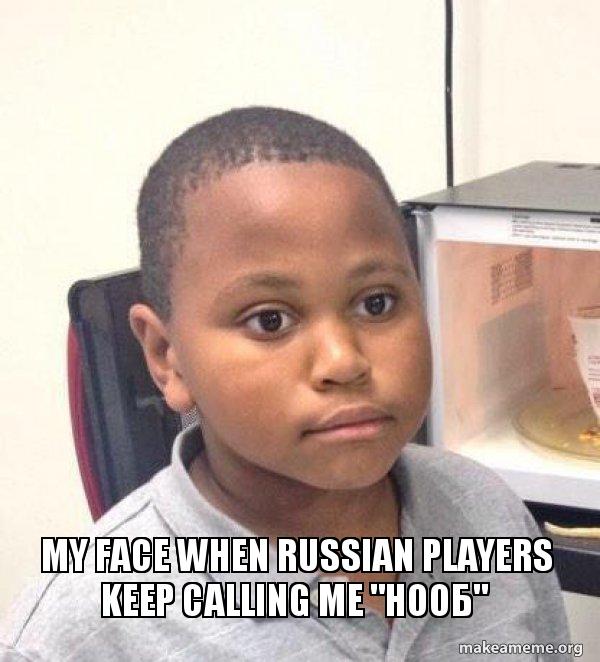 MY FACE WHEN RUSSIAN PLAYERS
KEEP CALLING ME "НООБ"
makeameme.org